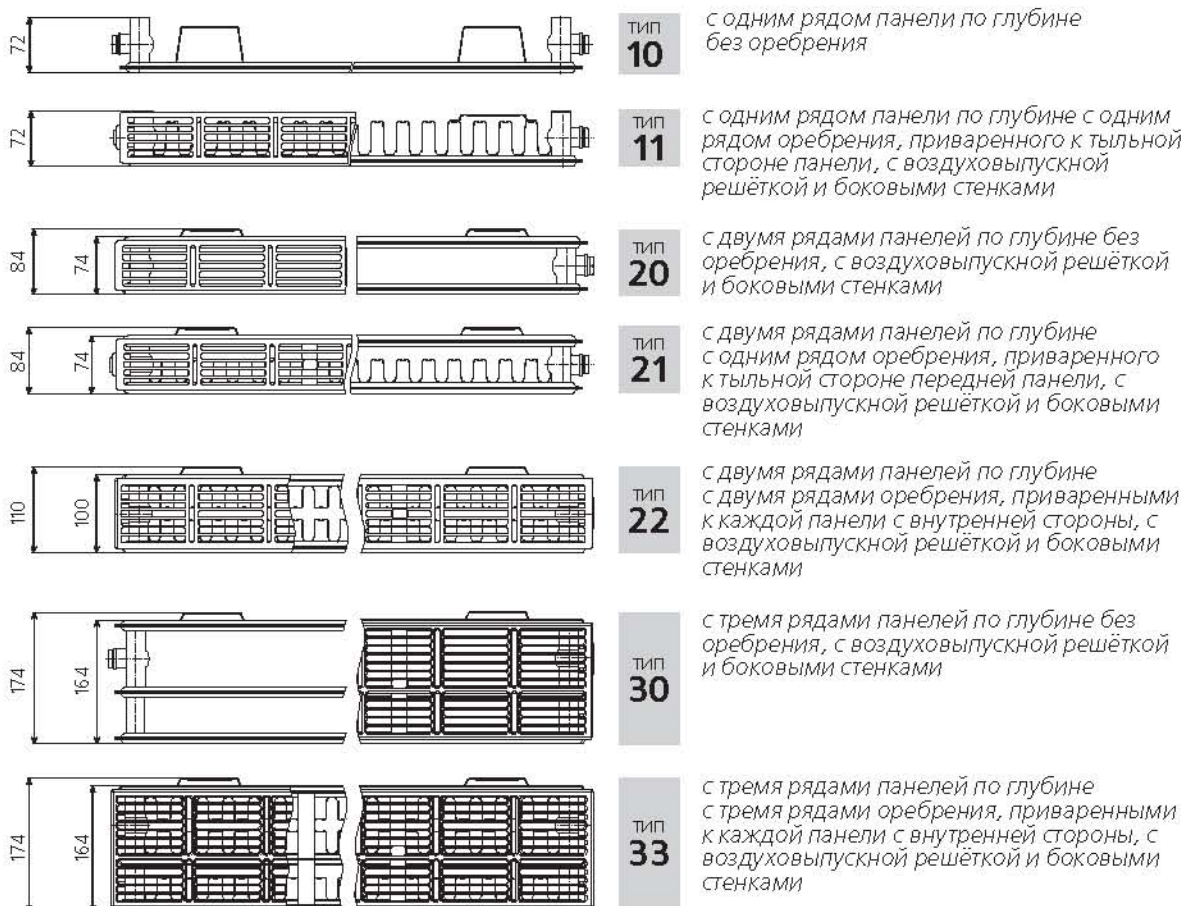 72
тип
10
с одним рядом панели по глубине
без оребрения
72
тип
11
с одним рядом панели по глубине с одним
рядом оребрения, приваренного к тыльной
стороне панели, с воздуховыпускной
решёткой и боковыми стенками
84
74
тип
20
с двумя рядами панелей по глубине без
оребрения, с воздуховыпускной решёткой
и боковыми стенками
84
74
тип
21
с двумя рядами панелей по глубине
с одним рядом оребрения, приваренного
к тыльной стороне передней панели, с
воздуховыпускной решёткой и боковыми
стенками
110
100
тип
22
с двумя рядами панелей по глубине
с двумя рядами оребрения, приваренными
к каждой панели с внутренней стороны, с
воздуховыпускной решёткой и боковыми
стенками
174
164
тип
30
с тремя рядами панелей по глубине без
оребрения, с воздуховыпускной решёткой
и боковыми стенками
174
164
тип
33
с тремя рядами панелей по глубине
с тремя рядами оребрения, приваренными
к каждой панели с внутренней стороны, с
воздуховыпускной решёткой и боковыми
стенками